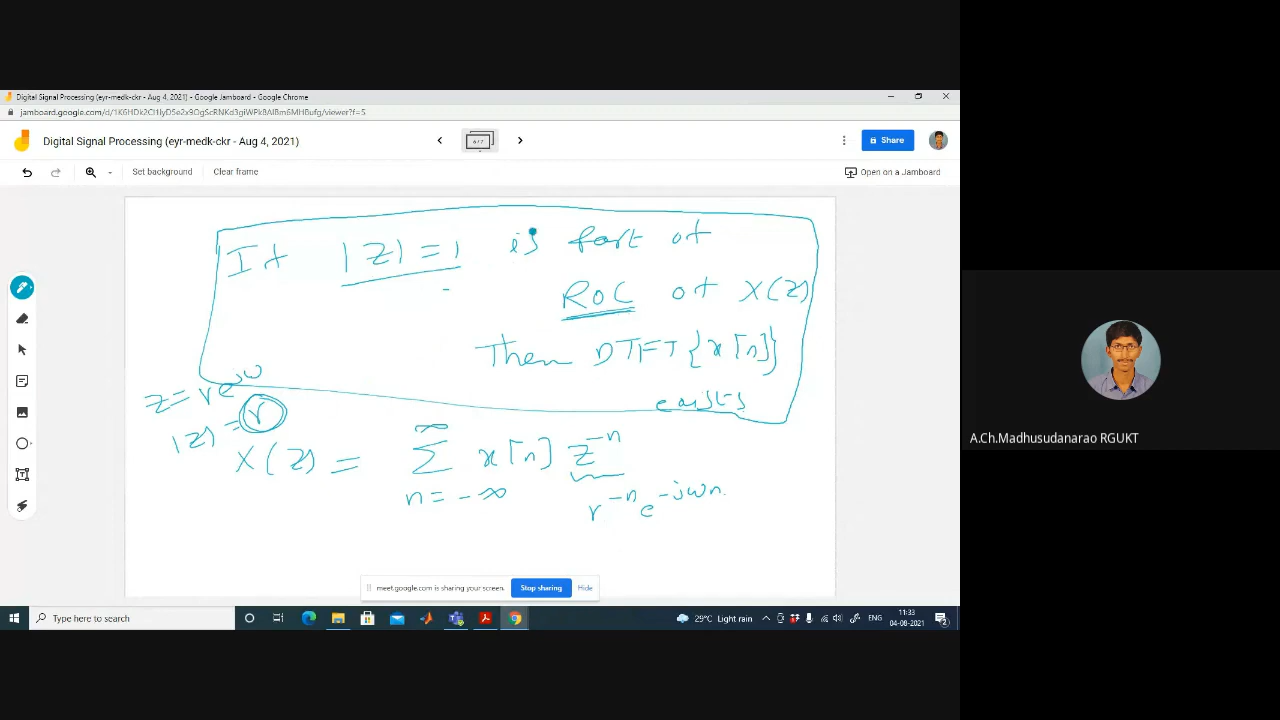 Digital Signal Processing (eyr-medk-ckr - Aug 4, 2021) - Google Jamboard - Google Chrome
Digital Signal Processing (eyr-medk-ckr - Aug 4, 2021)
6 / 7
Share
Set background
Clear frame
Open on a Jamboard
If |Z| = 1 is part of
ROC of X(Z)
Then DTFT{x[n]}
exists
z = r e^jω
|z| = r
X(z) = ∑ x[n] z^-n
∞
n = -∞
r^-n e^-jωn
A.Ch.Madhusudanarao RGUKT
meet.google.com is sharing your screen.
Stop sharing
Hide
Type here to search
29°C Light rain
ENG
11:33
04-08-2021
2